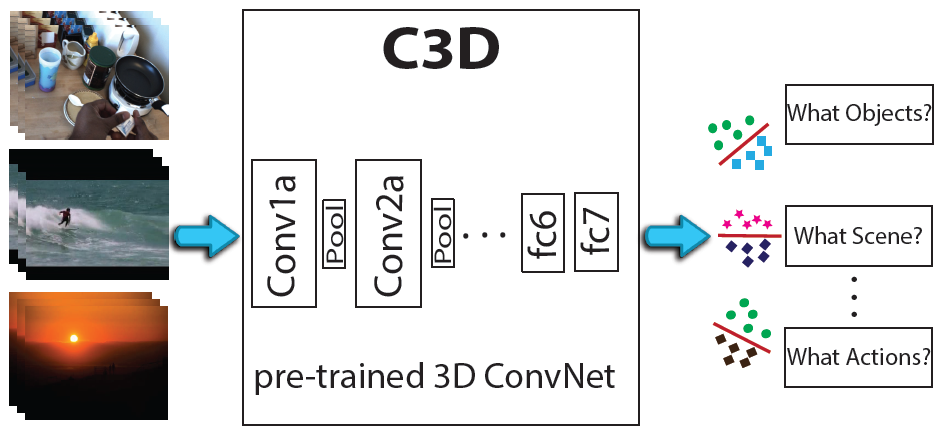 C3D
Conv1a
Pool
Conv2a
Pool
...
fc6
fc7
pre-trained 3D ConvNet
What Objects?
What Scene?
What Actions?